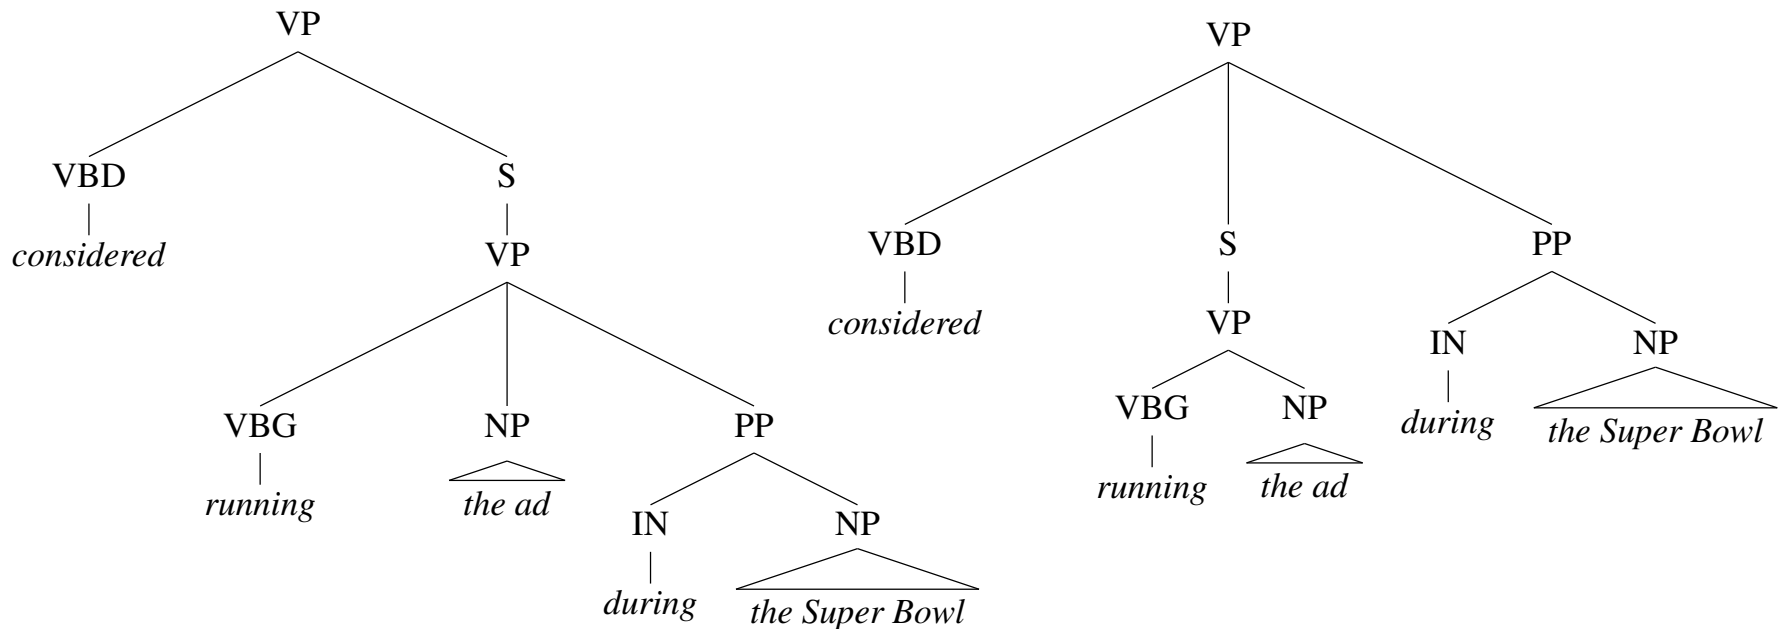 VP
VBD S
considered VP
VBG NP PP
running the ad IN NP
during the Super Bowl
VP
VBD S PP
considered VP IN NP
VBG NP during the Super Bowl
running the ad